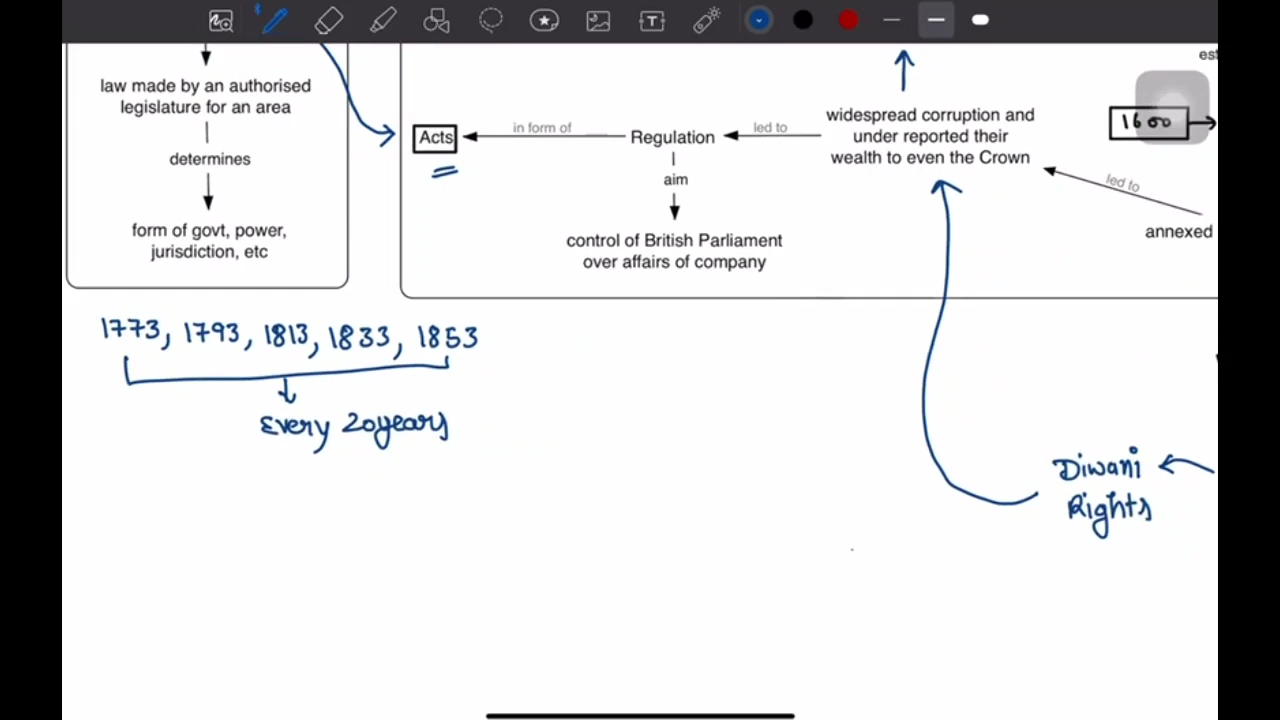 law made by an authorised
legislature for an area
determines
form of govt, power,
jurisdiction, etc
Acts
in form of
Regulation
led to
widespread corruption and
under reported their
wealth to even the Crown
aim
control of British Parliament
over affairs of company
est
1600
led to
annexed
1773, 1793, 1813, 1833, 1853
Every 20years
Diwani
Rights
T